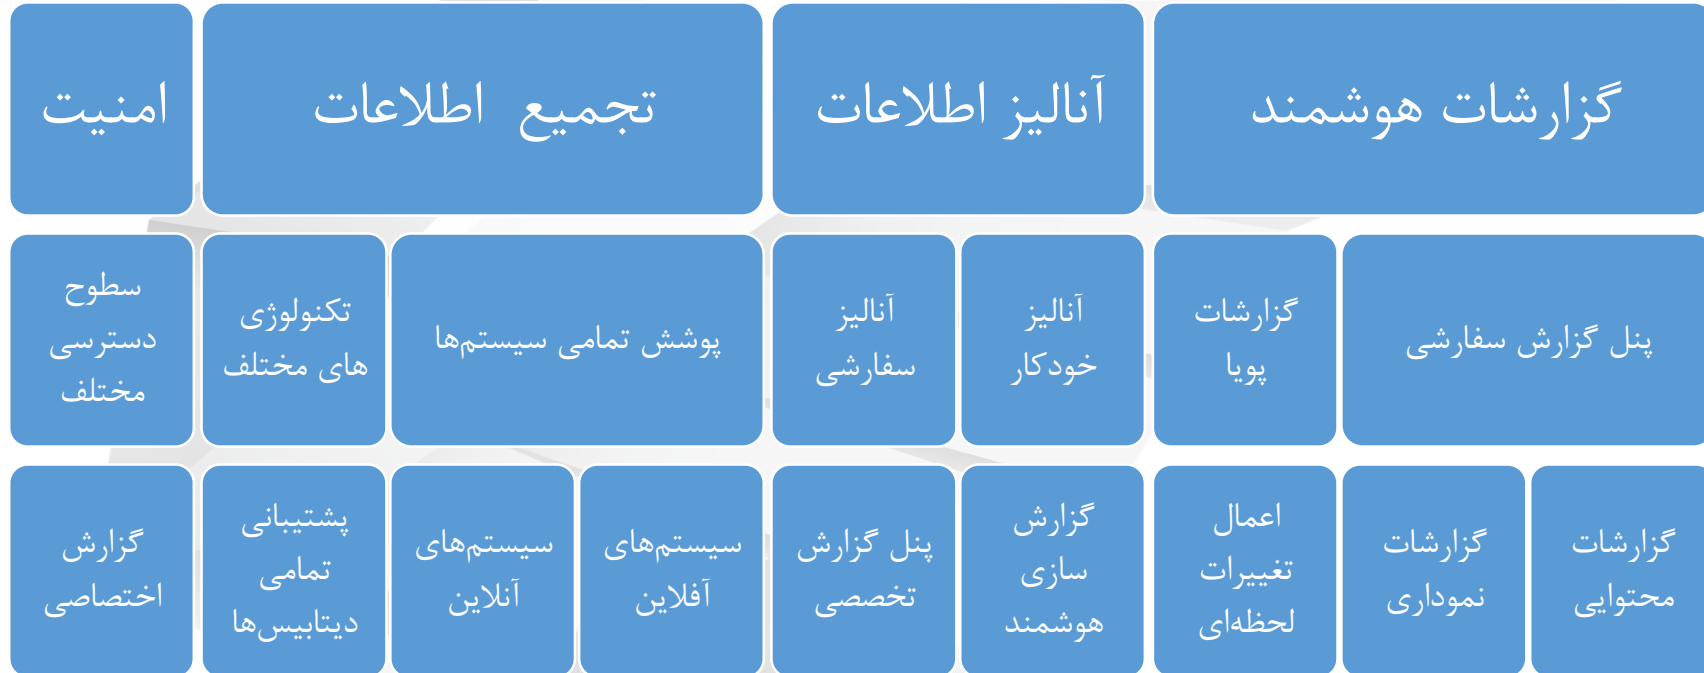 گزارشات هوشمند
آنالیز اطلاعات
تجمیع اطلاعات
امنیت
پنل گزارش سفارشی
گزارشات
پویا
آنالیز
خودکار
آنالیز
سفارشی
پوشش تمامی سیستم‌ها
تکنولوژی
های مختلف
سطوح
دسترسی
مختلف
گزارشات
محتوایی
گزارشات
نموداری
اعمال
تغییرات
لحظه‌ای
گزارش
سازی
هوشمند
پنل گزارش
تخصصی
سیستم‌های
آفلاین
سیستم‌های
آنلاین
پشتیبانی
تمامی
دیتابیس‌ها
گزارش
اختصاصی